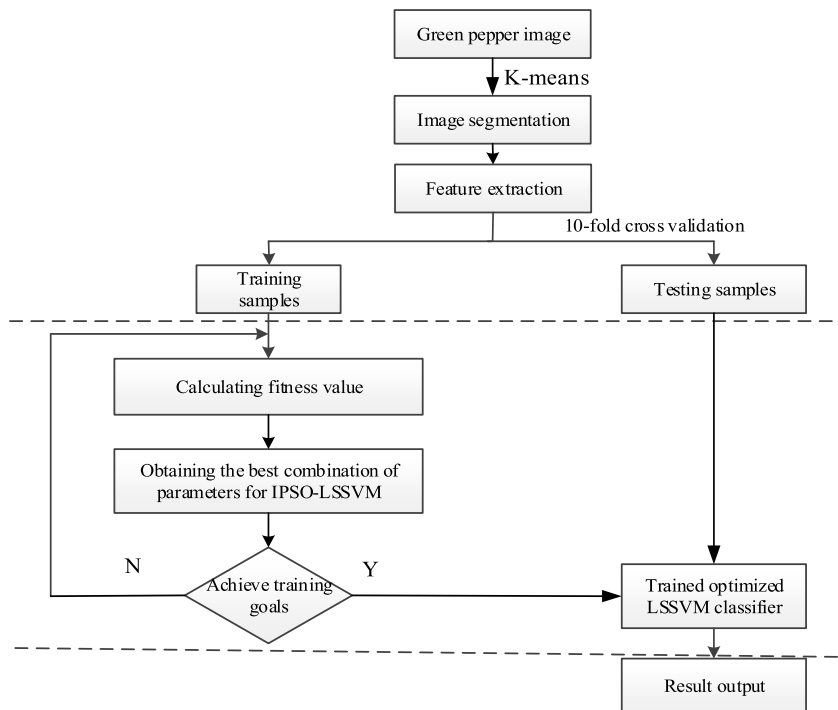 Green pepper image
K-means
Image segmentation
Feature extraction
10-fold cross validation
Training
samples
Testing samples
Calculating fitness value
Obtaining the best combination of
parameters for IPSO-LSSVM
N
Achieve training
goals
Y
Trained optimized
LSSVM classifier
Result output